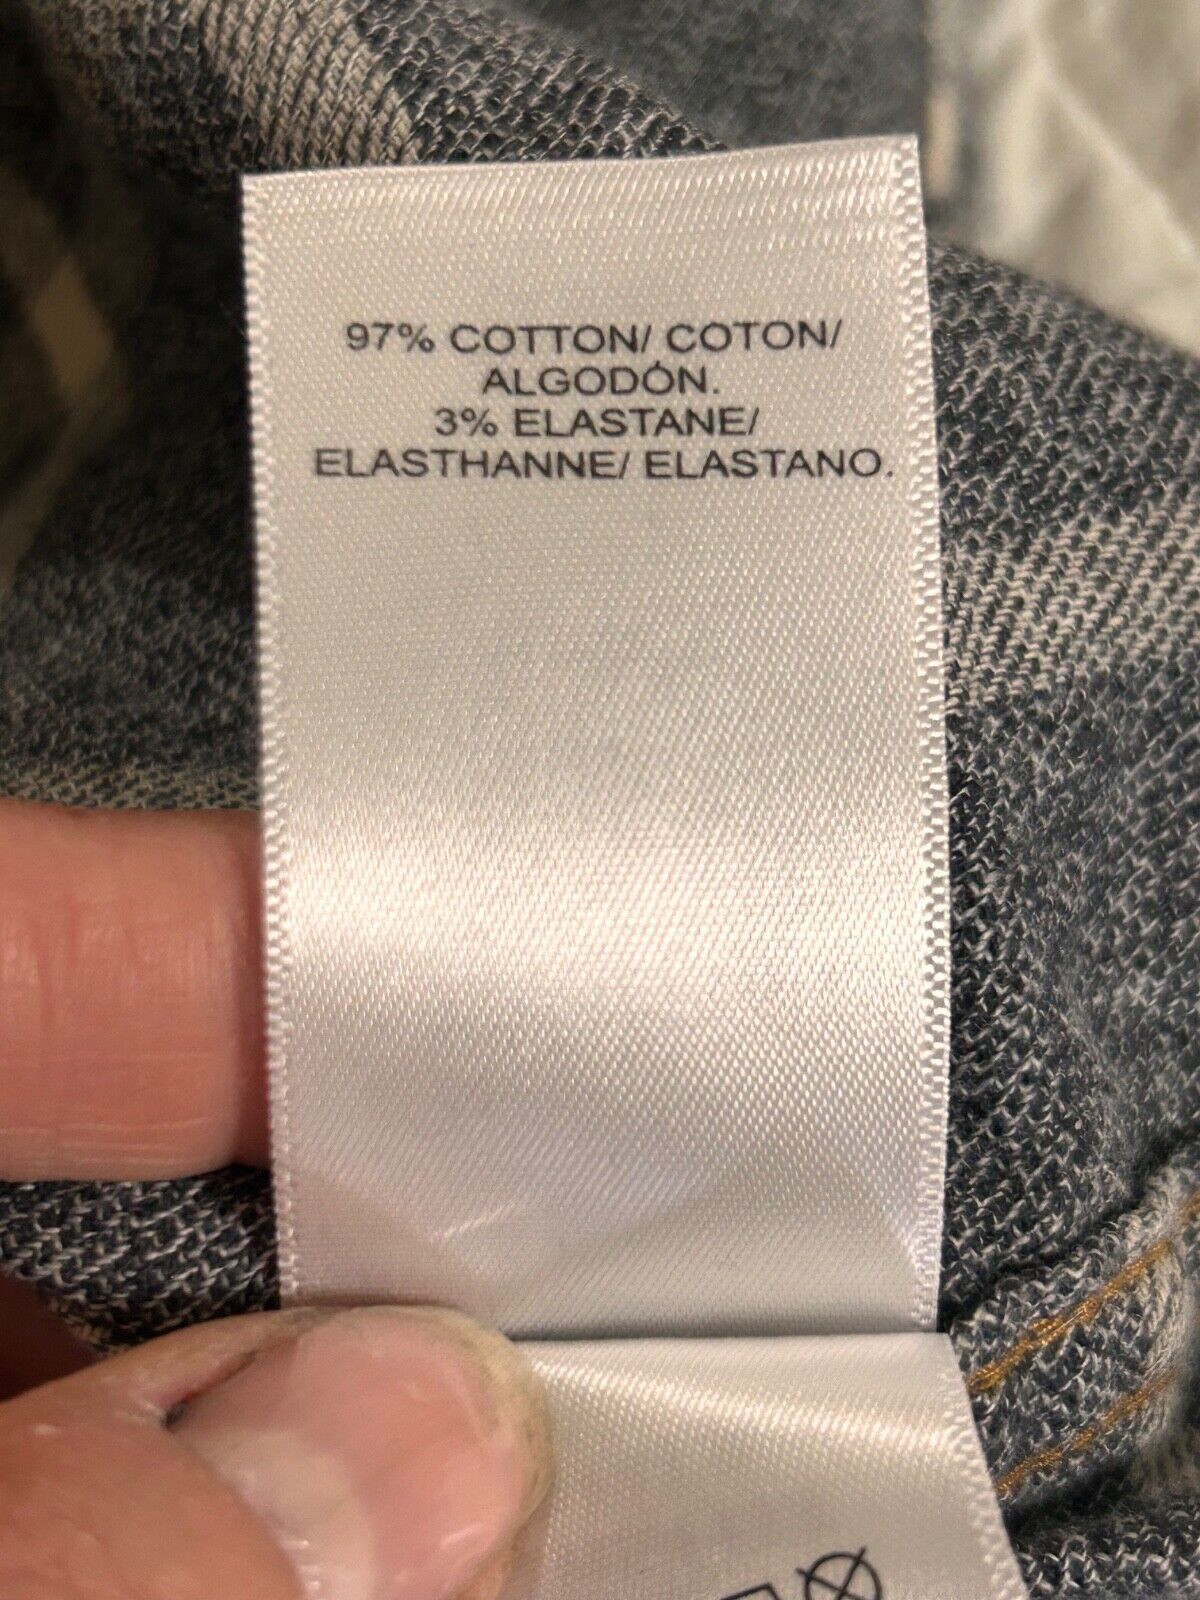 97% COTTON/ COTON/
ALGODÓN.
3% ELASTANE/
ELASTHANNE/ ELASTANO.